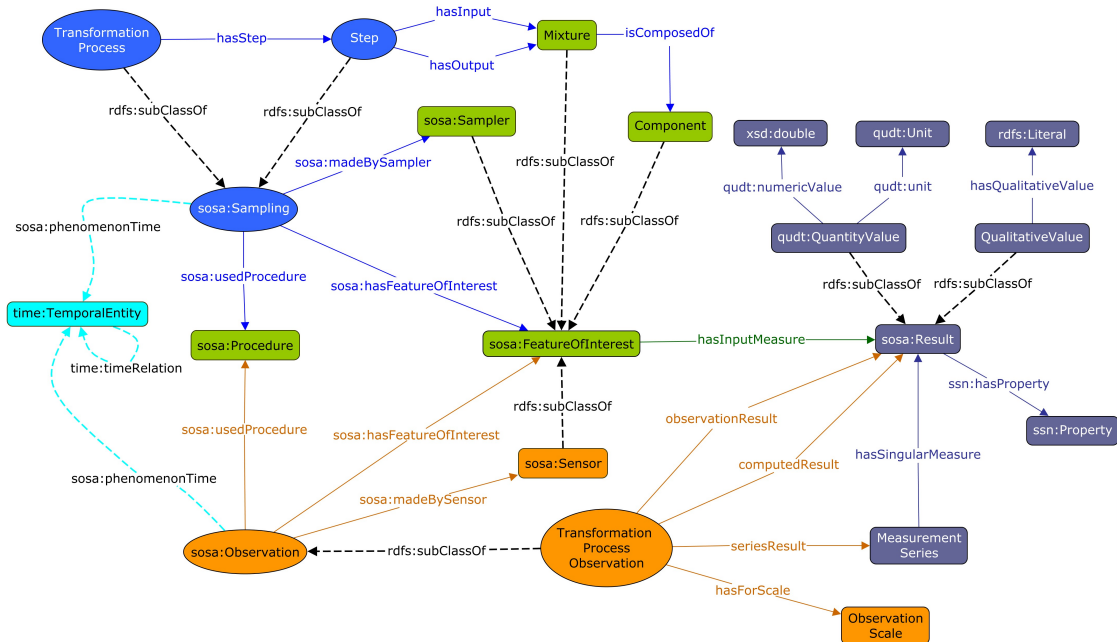 Transformation
Process
hasStep
Step
hasInput
hasOutput
Mixture
isComposedOf
rdfs:subClassOf
rdfs:subClassOf
sosa:Sampler
Component
xsd:double
qudt:Unit
rdfs:Literal
sosa:madeBySampler
rdfs:subClassOf
qudt:numericValue
qudt:unit
hasQualitativeValue
sosa:Sampling
sosa:phenomenonTime
rdfs:subClassOf
rdfs:subClassOf
qudt:QuantityValue
QualitativeValue
sosa:usedProcedure
sosa:hasFeatureOfInterest
rdfs:subClassOf
rdfs:subClassOf
time:TemporalEntity
sosa:Procedure
sosa:FeatureOfInterest
hasInputMeasure
sosa:Result
time:timeRelation
ssn:hasProperty
rdfs:subClassOf
observationResult
ssn:Property
sosa:usedProcedure
sosa:hasFeatureOfInterest
hasSingularMeasure
sosa:phenomenonTime
sosa:Sensor
computedResult
sosa:madeBySensor
sosa:Observation
rdfs:subClassOf
Transformation
Process
Observation
seriesResult
Measurement
Series
hasForScale
Observation
Scale